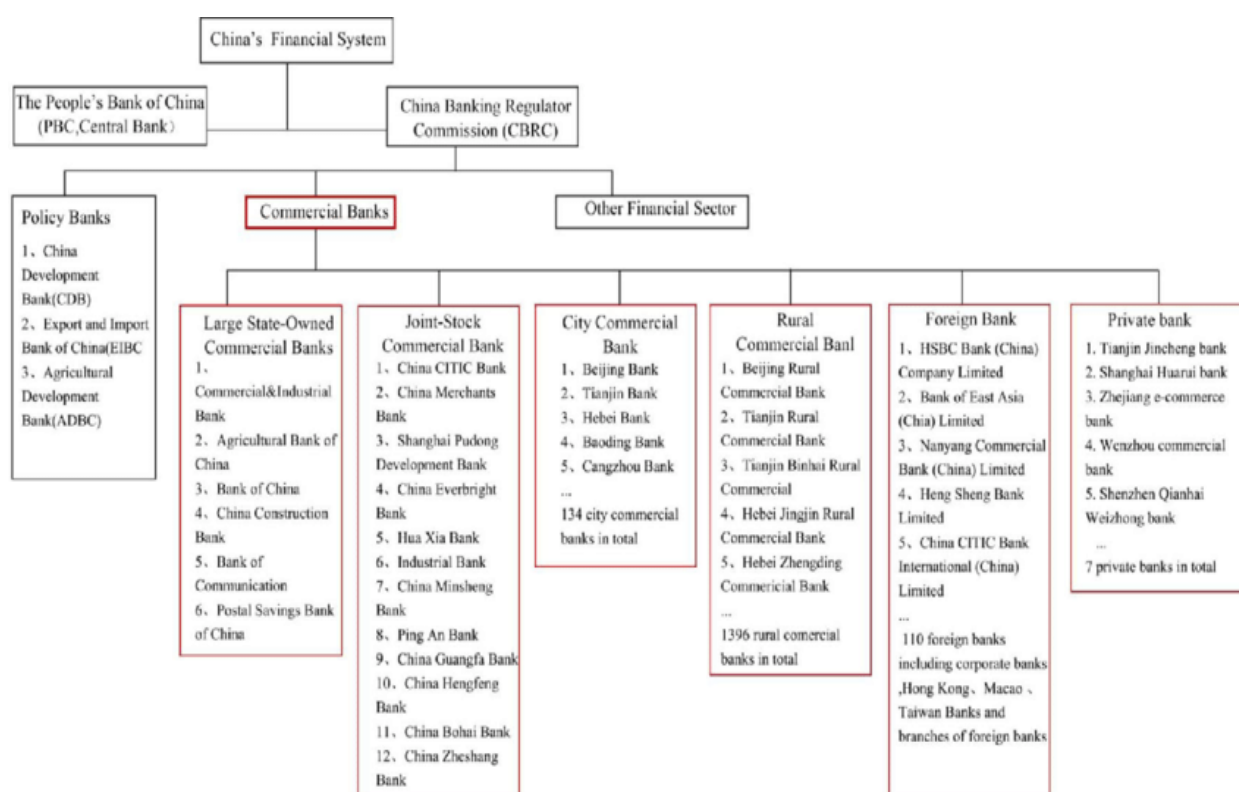 China's Financial System
The People's Bank of China
(PBC,Central Bank）
China Banking Regulator
Commission (CBRC)
Policy Banks
1、China
Development
Bank(CDB)
2、Export and Import
Bank of China(EIBC
3、Agricultural
Development
Bank(ADBC)
Commercial Banks
Other Financial Sector
Large State-Owned
Commercial Banks
1、
Commercial&Industrial
Bank
2、Agricultural Bank of
China
3、Bank of China
4、China Construction
Bank
5、Bank of
Communication
6、Postal Savings Bank
of China
Joint-Stock
Commercial Bank
1、China CITIC Bank
2、China Merchants
Bank
3、Shanghai Pudong
Development Bank
4、China Everbright
Bank
5、Hua Xia Bank
6、Industrial Bank
7、China Minsheng
Bank
8、Ping An Bank
9、China Guangfa Bank
10、China Hengfeng
Bank
11、China Bohai Bank
12、China Zheshang
Bank
City Commercial
Bank
1、Beijing Bank
2、Tianjin Bank
3、Hebei Bank
4、Baoding Bank
5、Cangzhou Bank
...
134 city commercial
banks in total
Rural
Commercial Banl
1、Beijing Rural
Commercial Bank
2、Tianjin Rural
Commercial Bank
3、Tianjin Binhai Rural
Commercial
4、Hebei Jingjin Rural
Commercial Bank
5、Hebei Zhengding
Commericial Bank
...
1396 rural comercial
banks in total
Foreign Bank
1、HSBC Bank (China)
Company Limited
2、Bank of East Asia
(Chia) Limited
3、Nanyang Commercial
Bank (China) Limited
4、Heng Sheng Bank
Limited
5、China CITIC Bank
International (China)
Limited
...
110 foreign banks
including corporate banks
,Hong Kong、Macao、
Taiwan Banks and
branches of foreign banks
Private bank
1. Tianjin Jincheng bank
2. Shanghai Huarui bank
3. Zhejiang e-commerce
bank
4. Wenzhou commercial
bank
5. Shenzhen Qianhai
Weizhong bank
...
7 private banks in total